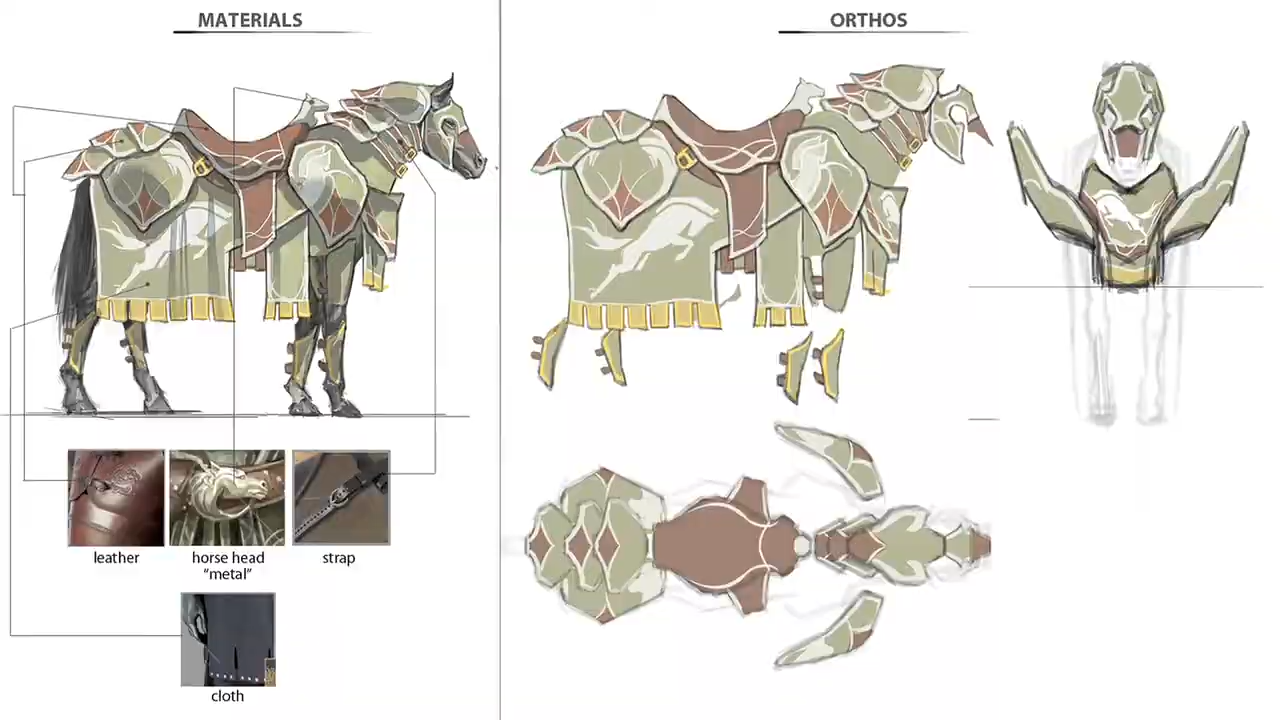 MATERIALS
ORTHOS
leather
horse head
“metal”
strap
cloth